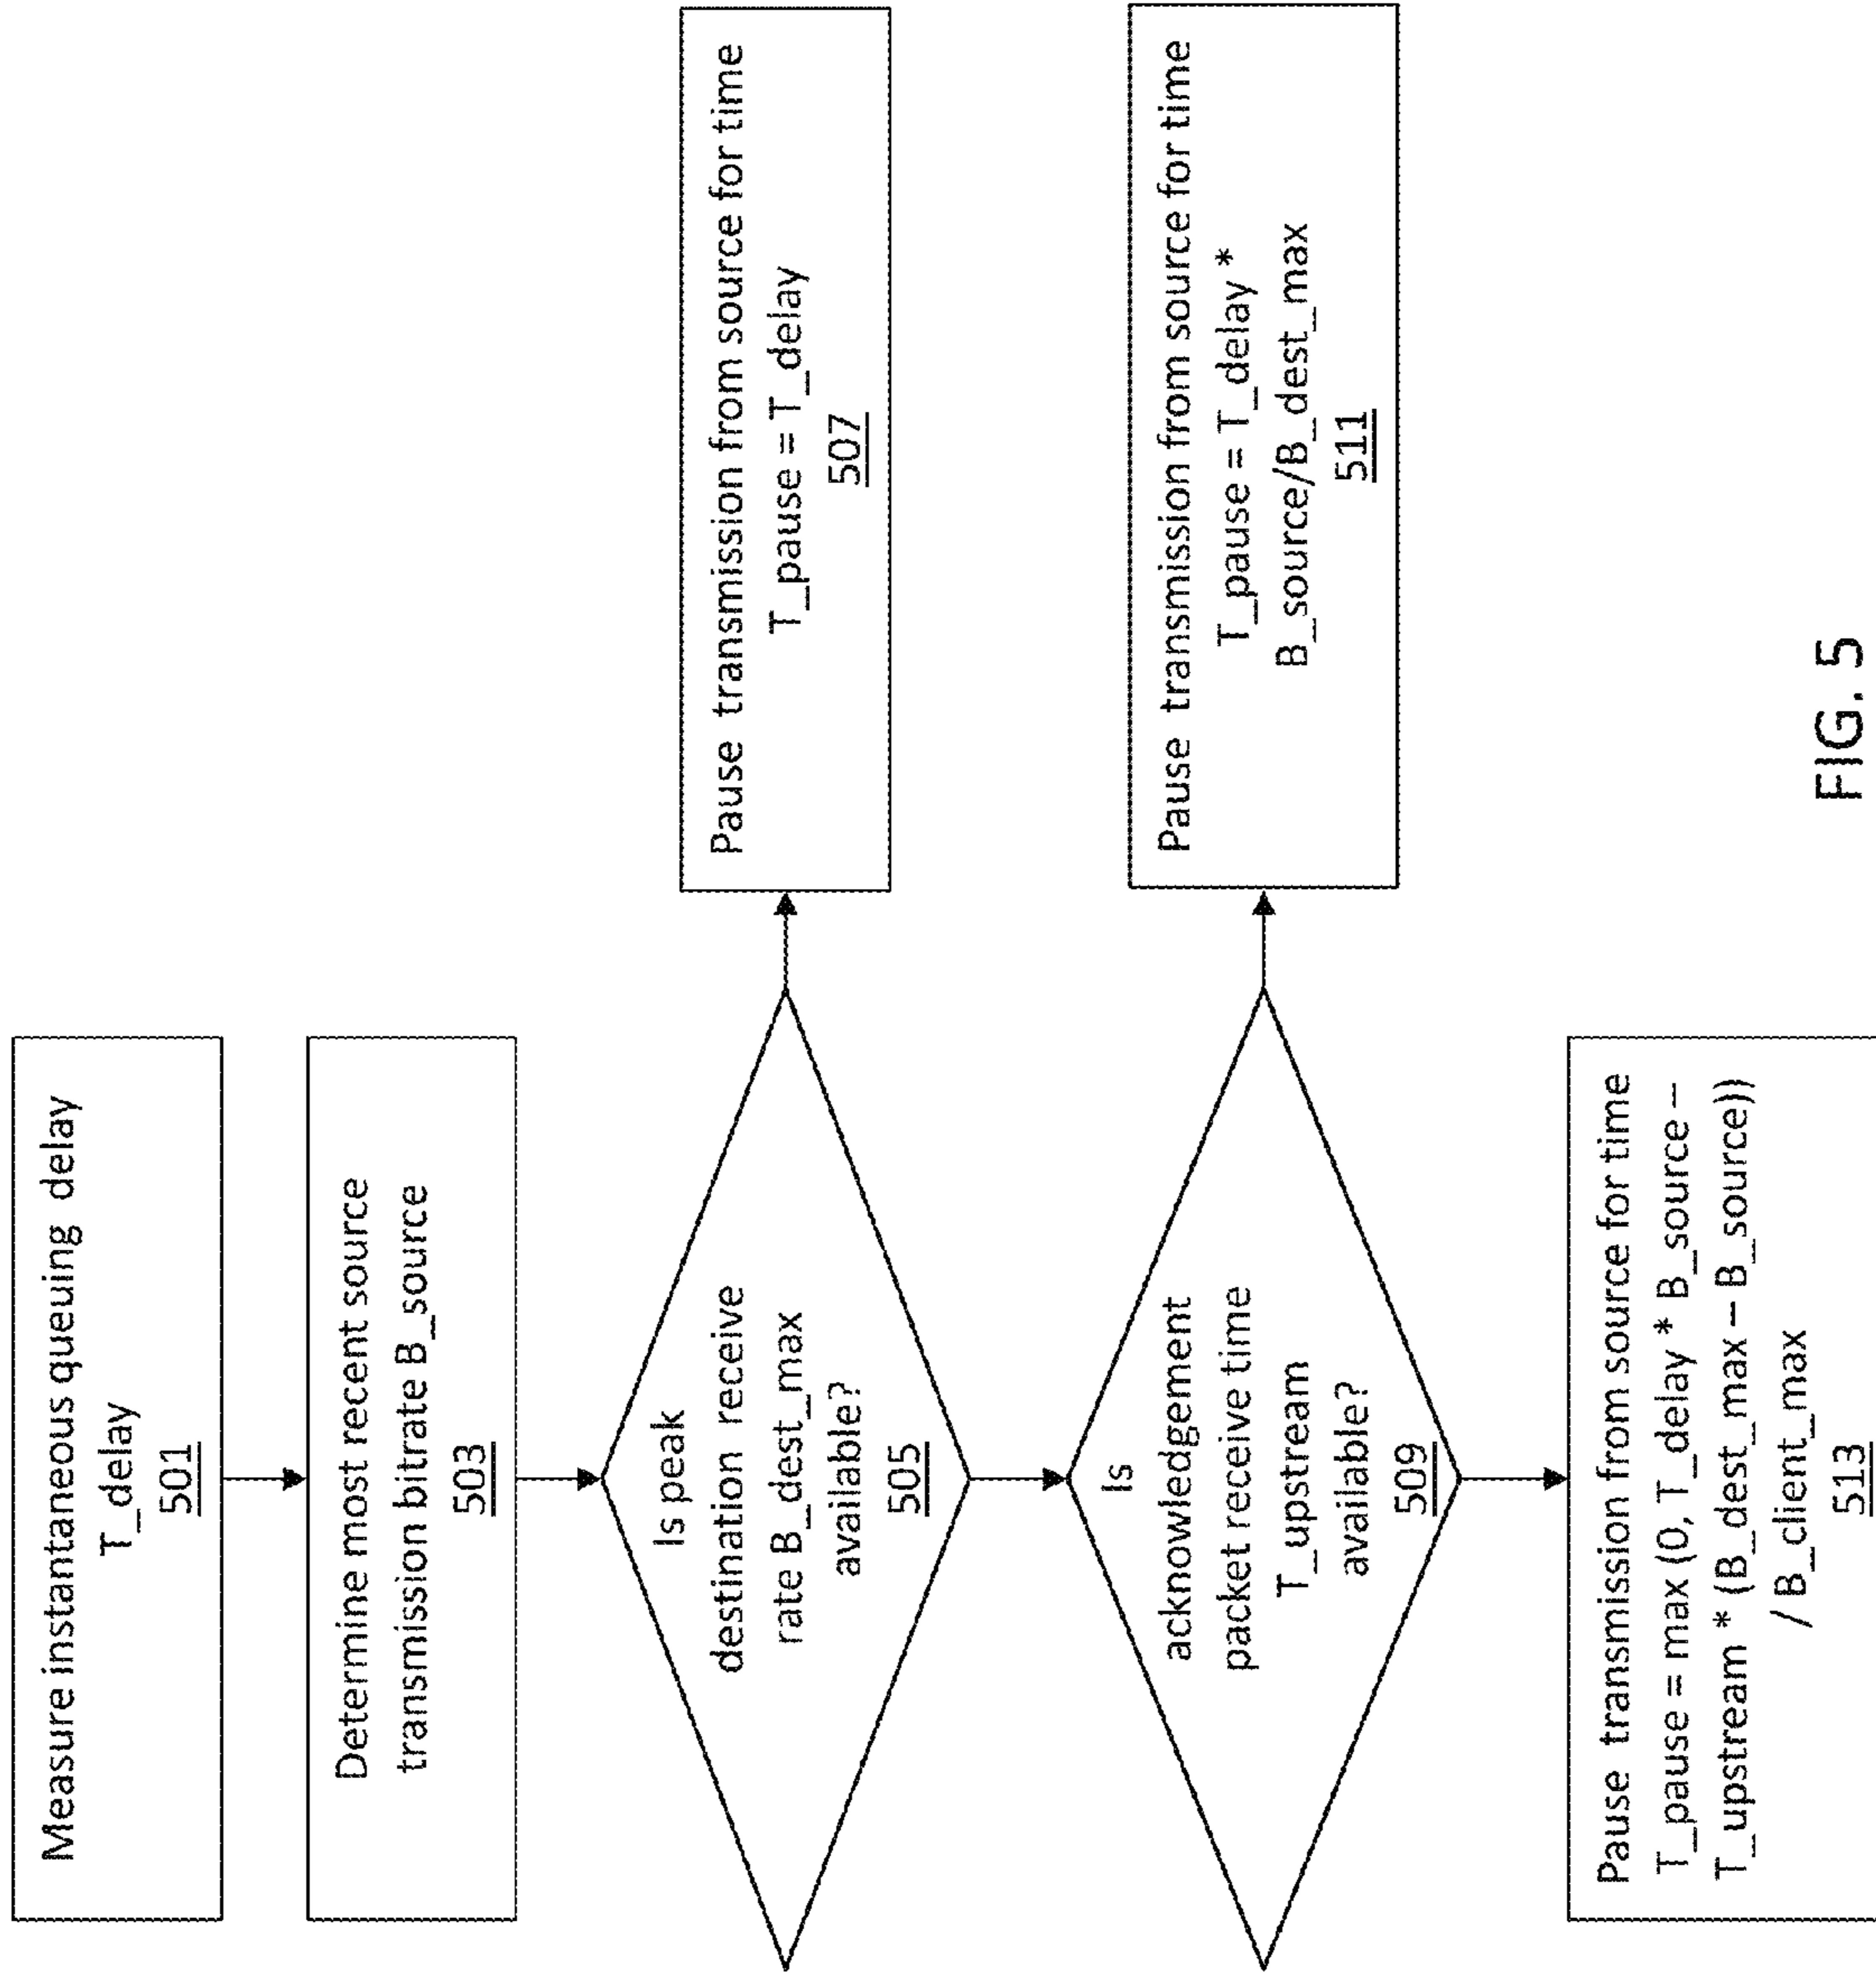 Measure instantaneous queuing delay
T_delay
501
Determine most recent source
transmission bitrate B_source
503
Is peak
destination receive
rate B_dest_max
available?
505
Pause transmission from source for time
T_pause = T_delay
507
Is
acknowledgement
packet receive time
T_upstream
available?
509
Pause transmission from source for time
T_pause = T_delay *
B_source/B_dest_max
511
Pause transmission from source for time
T_pause = max (0, T_delay * B_source –
T_upstream * (B_dest_max – B_source))
/ B_client_max
513
FIG. 5